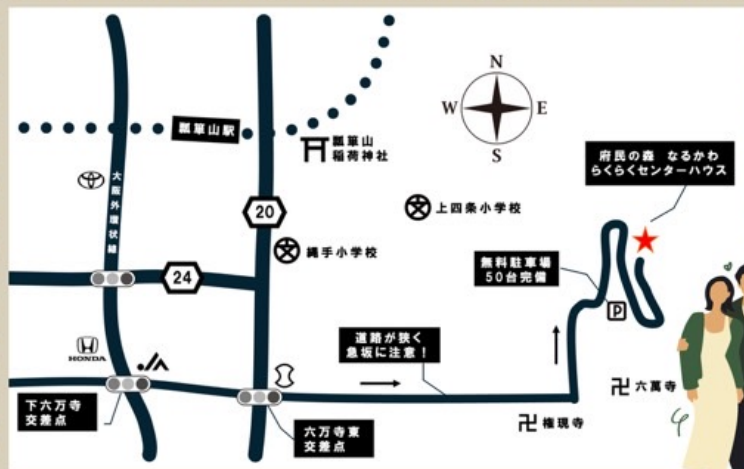 N
W E
S
瓢箪山駅
瓢箪山
稲荷神社
府民の森 なるかわ
らくらくセンターハウス
大阪外環状線
20
上四条小学校
縄手小学校
24
無料駐車場
50台完備
P
HONDA
JA
道路が狭く
急坂に注意！
下六万寺
交差点
六万寺東
交差点
卍 権現寺
卍 六萬寺